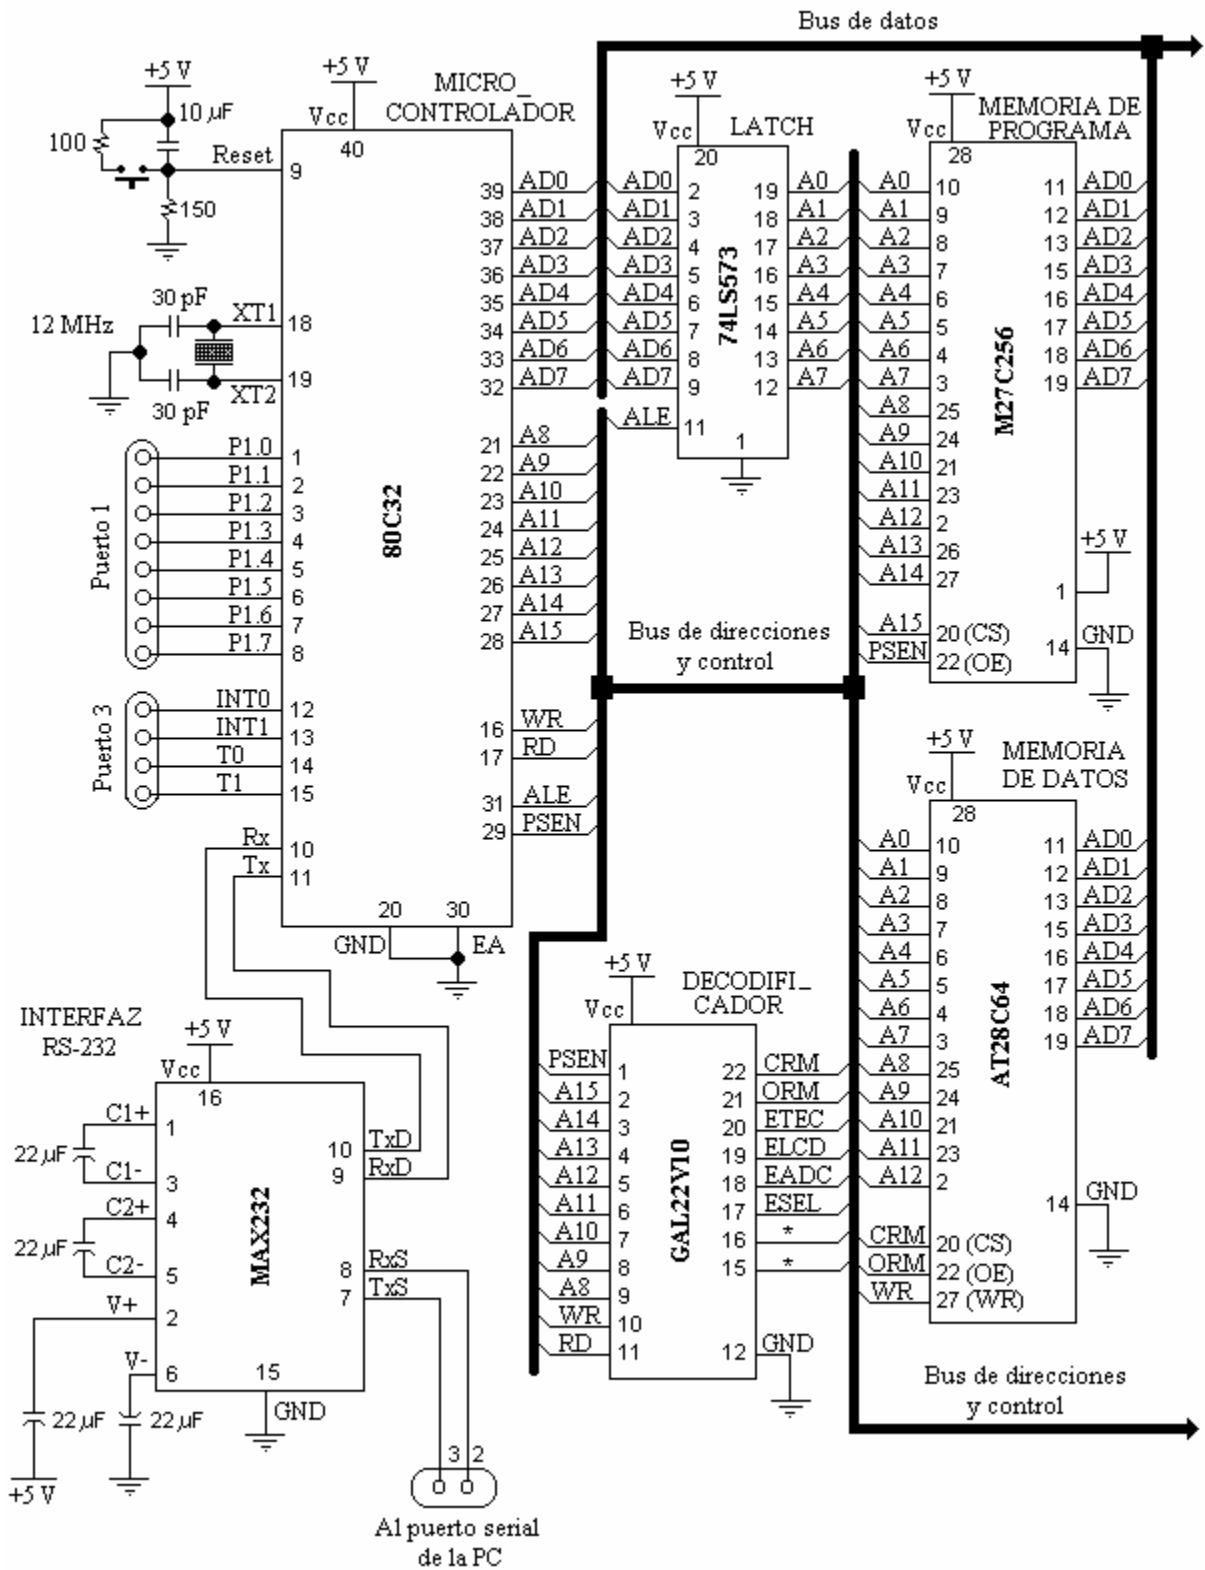 Bus de datos
+5 V
10 µF
100
Reset
150
9
+5 V
Vcc
40
MICRO_
CONTROLADOR
80C32
30 pF
12 MHz
XT1
18
XT2
19
30 pF
Puerto 1
P1.0 1
P1.1 2
P1.2 3
P1.3 4
P1.4 5
P1.5 6
P1.6 7
P1.7 8
Puerto 3
INT0 12
INT1 13
T0 14
T1 15
Rx 10
Tx 11
39 AD0
38 AD1
37 AD2
36 AD3
35 AD4
34 AD5
33 AD6
32 AD7
21 A8
22 A9
23 A10
24 A11
25 A12
26 A13
27 A14
28 A15
16 WR
17 RD
31 ALE
29 PSEN
20 30
GND EA
+5 V
Vcc
20
LATCH
74LS573
AD0 2 19 A0
AD1 3 18 A1
AD2 4 17 A2
AD3 5 16 A3
AD4 6 15 A4
AD5 7 14 A5
AD6 8 13 A6
AD7 9 12 A7
ALE 11
1
Bus de direcciones
y control
+5 V
Vcc
28
MEMORIA DE
PROGRAMA
M27C256
A0 10 11 AD0
A1 9 12 AD1
A2 8 13 AD2
A3 7 15 AD3
A4 6 16 AD4
A5 5 17 AD5
A6 4 18 AD6
A7 3 19 AD7
A8 25
A9 24
A10 21
A11 23
A12 2
A13 26
A14 27
+5 V
1
A15 20 (CS)
PSEN 22 (OE)
14 GND
+5 V
Vcc
28
MEMORIA
DE DATOS
AT28C64
A0 10 11 AD0
A1 9 12 AD1
A2 8 13 AD2
A3 7 15 AD3
A4 6 16 AD4
A5 5 17 AD5
A6 4 18 AD6
A7 3 19 AD7
A8 25
A9 24
A10 21
A11 23
A12 2
14 GND
CRM 20 (CS)
ORM 22 (OE)
WR 27 (WR)
+5 V
Vcc
DECODIFI_
CADOR
GAL22V10
PSEN 1 22 CRM
A15 2 21 ORM
A14 3 20 ETEC
A13 4 19 ELCD
A12 5 18 EADC
A11 6 17 ESEL
A10 7 16 *
A9 8 15 *
A8 9
WR 10
RD 11 12 GND
INTERFAZ
RS-232
+5 V
Vcc
16
MAX232
C1+ 1
22 µF
C1- 3
C2+ 4
22 µF
C2- 5
V+ 2
V- 6
10 TxD
9 RxD
8 RxS
7 TxS
15
GND
22 µF
22 µF
+5 V
3 2
Al puerto serial
de la PC
Bus de direcciones
y control